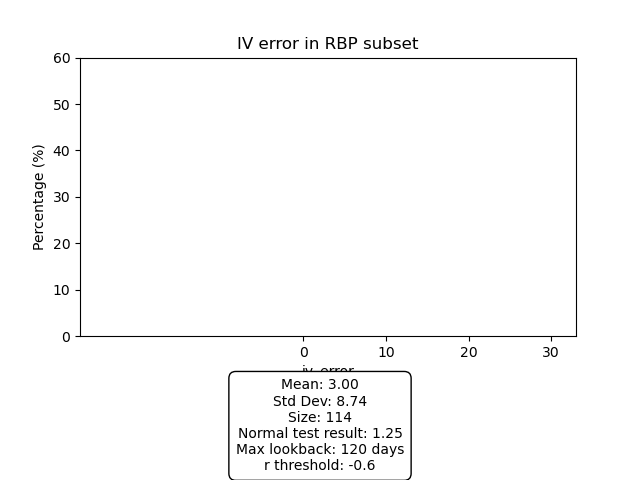 IV error in RBP subset
60
50
40
30
20
10
0
Percentage (%)
0 10 20 30
iv_error
Mean: 3.00
Std Dev: 8.74
Size: 114
Normal test result: 1.25
Max lookback: 120 days
r threshold: -0.6